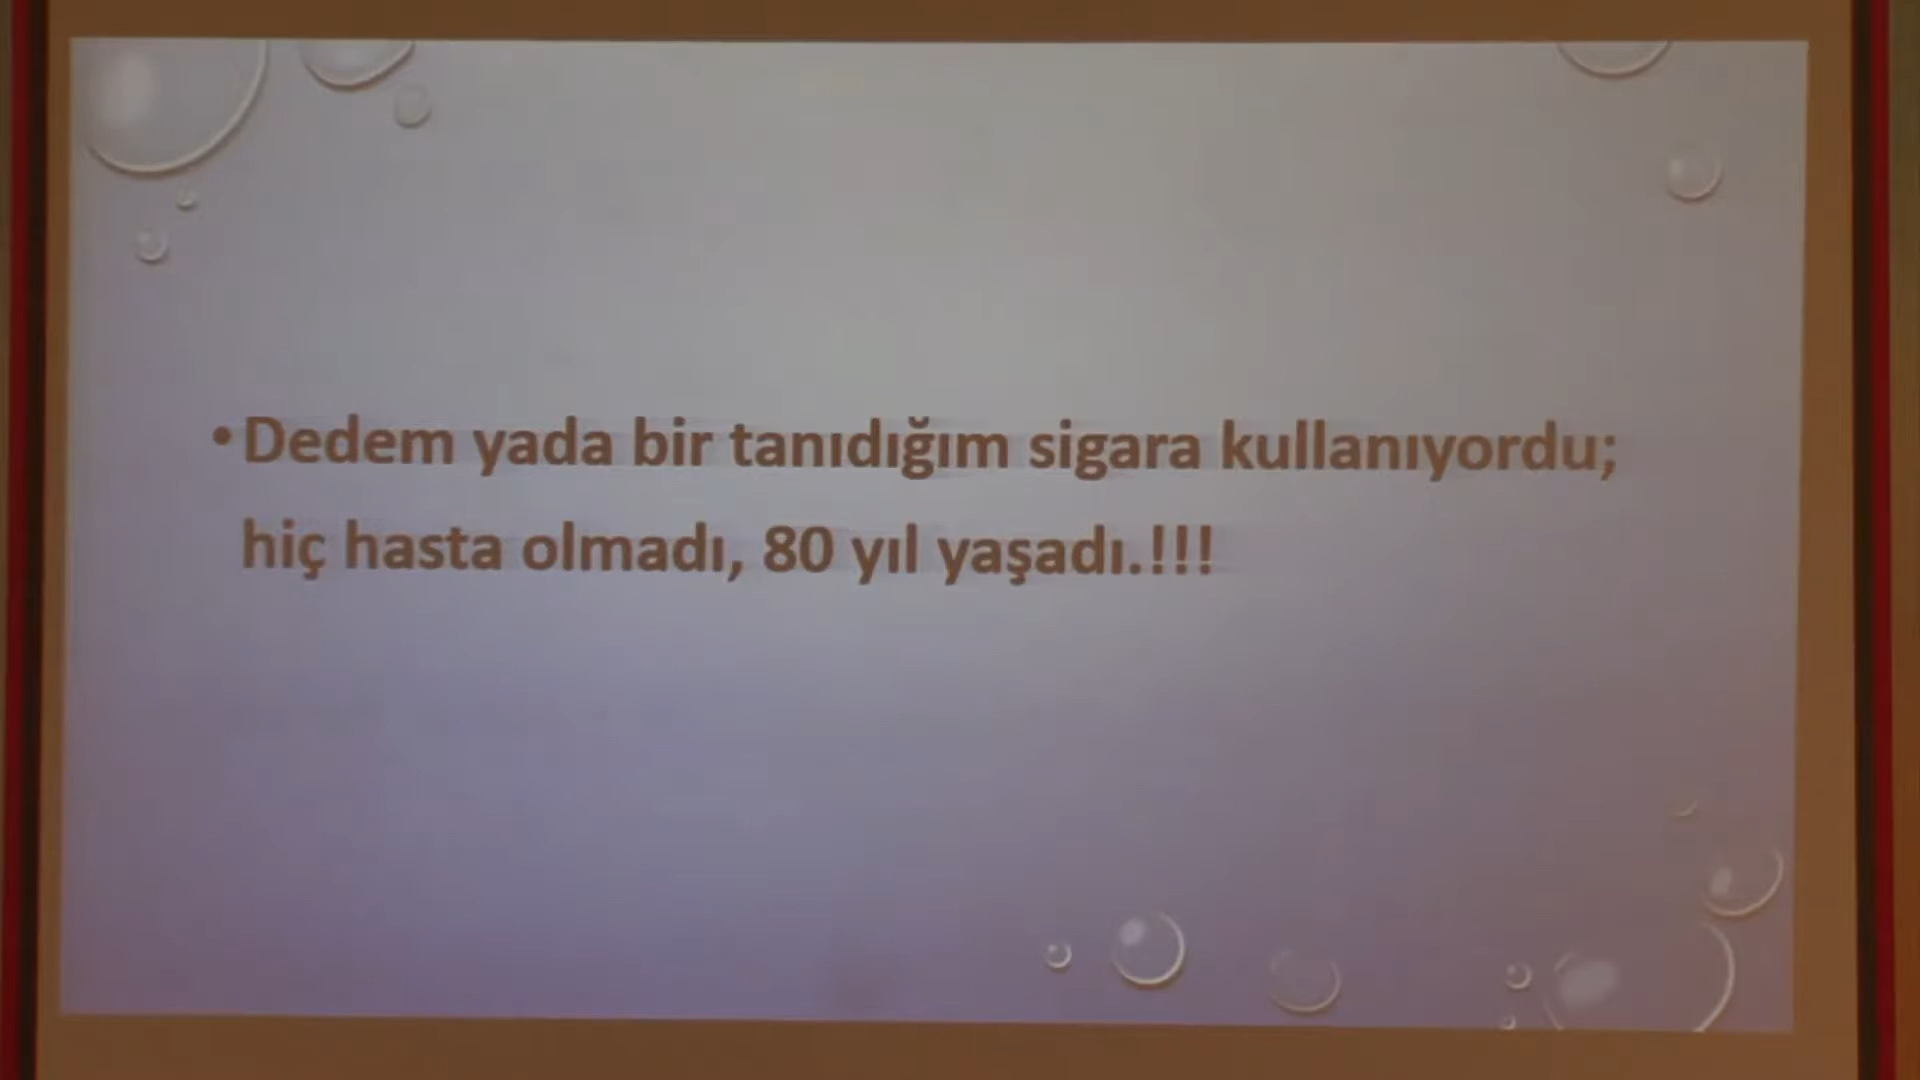 • Dedem yada bir tanıdığım sigara kullanıyordu;
hiç hasta olmadı, 80 yıl yaşadı.!!!